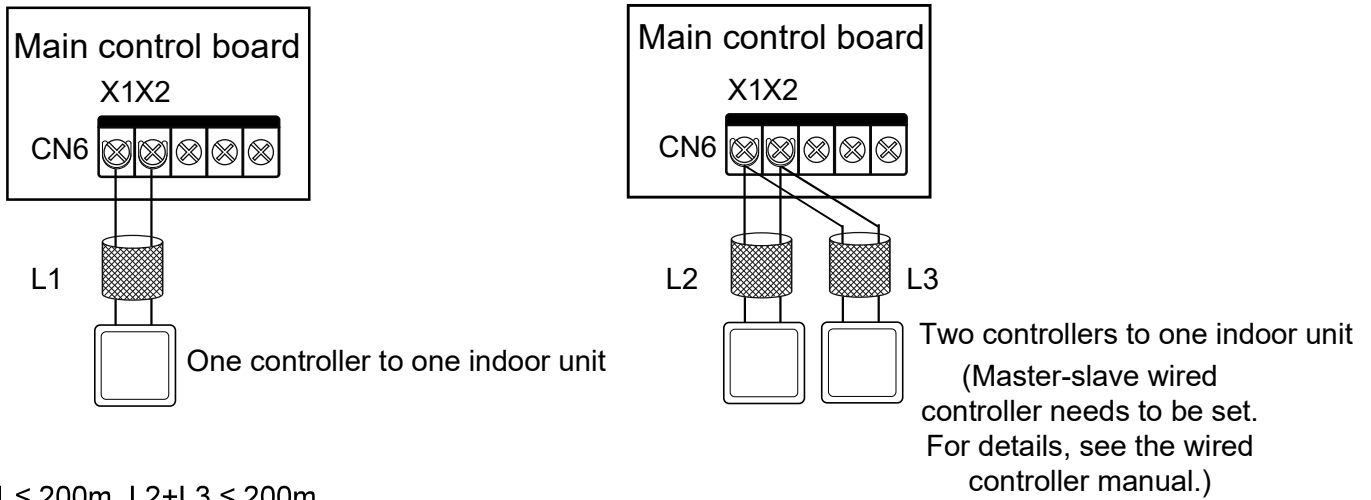 Main control board
X1X2
CN6
L1
One controller to one indoor unit
Main control board
X1X2
CN6
L2
L3
Two controllers to one indoor unit
(Master-slave wired
controller needs to be set.
For details, see the wired
controller manual.)
200m, L2+L3 ≤ 200m